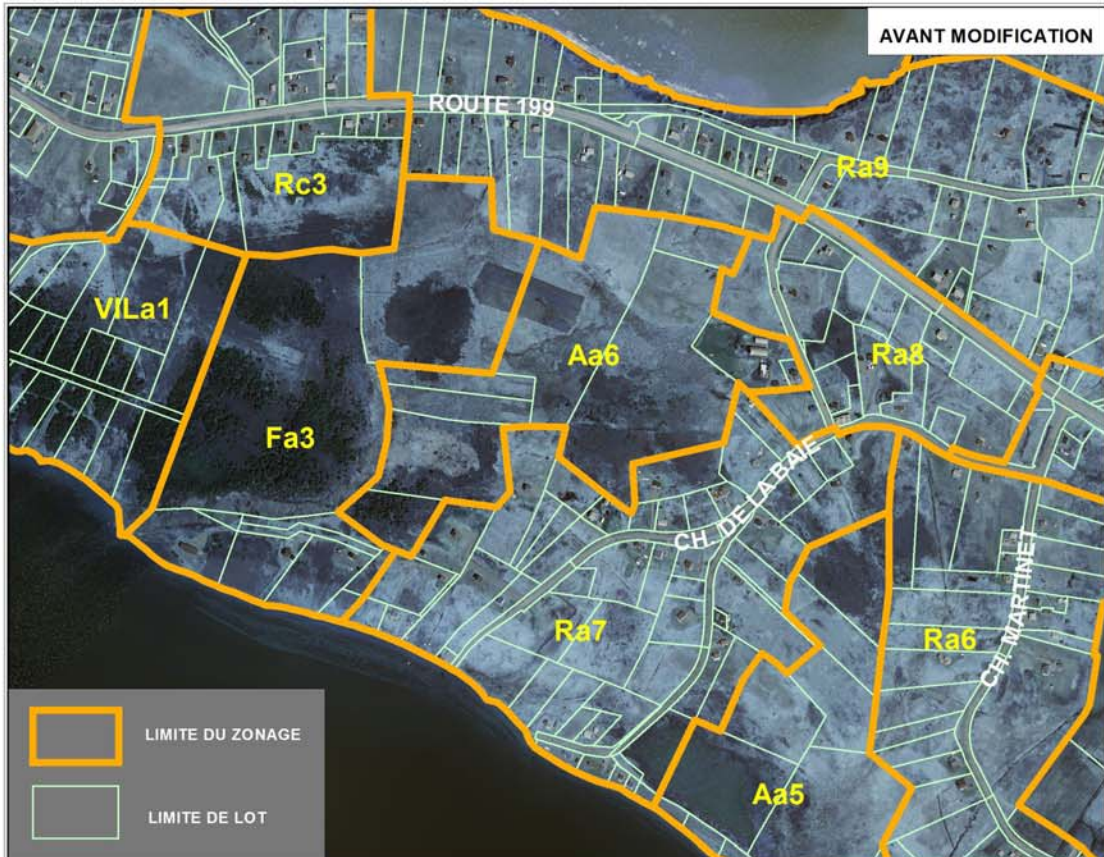 AVANT MODIFICATION
ROUTE 199
Ra9
Rc3
VILa1
Aa6
Ra8
Fa3
CH. DE LA BAIE
CH. MARTINET
Ra7
Ra6
Aa5
LIMITE DU ZONAGE
LIMITE DE LOT